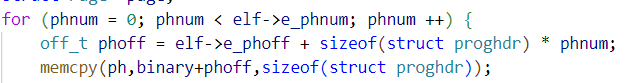 for (phnum = 0; phnum < elf->e_phnum; phnum ++) {
off_t phoff = elf->e_phoff + sizeof(struct proghdr) * phnum;
memcpy(ph,binary+phoff,sizeof(struct proghdr));